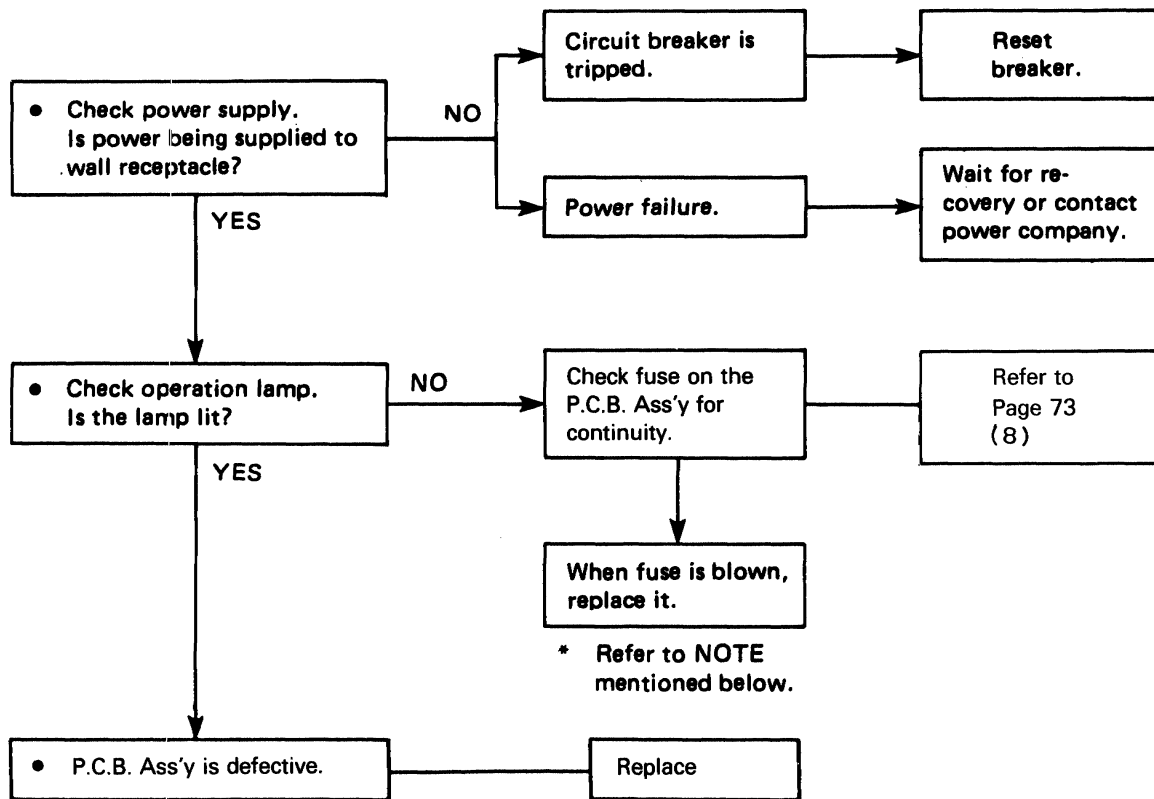 Circuit breaker is
tripped.
Reset
breaker.
● Check power supply.
Is power being supplied to
wall receptacle?
NO
Power failure.
Wait for re-
covery or contact
power company.
YES
● Check operation lamp.
Is the lamp lit?
NO
Check fuse on the
P.C.B. Ass'y for
continuity.
Refer to
Page 73
(8)
YES
When fuse is blown,
replace it.
* Refer to NOTE
mentioned below.
● P.C.B. Ass'y is defective.
Replace